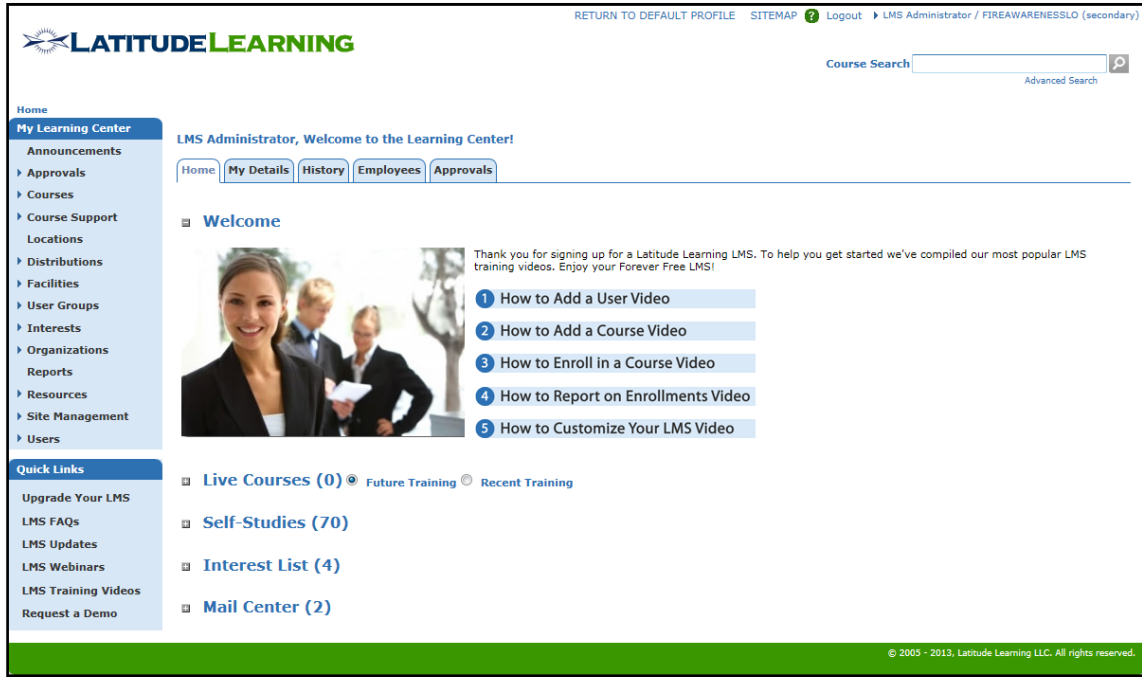 RETURN TO DEFAULT PROFILE SITEMAP ? Logout LMS Administrator / FIREAWARENESSLO (secondary)
LATITUDELEARNING
Course Search
Advanced Search
Home
My Learning Center
Announcements
Approvals
Courses
Course Support
Locations
Distributions
Facilities
User Groups
Interests
Organizations
Reports
Resources
Site Management
Users
Quick Links
Upgrade Your LMS
LMS FAQs
LMS Updates
LMS Webinars
LMS Training Videos
Request a Demo
LMS Administrator, Welcome to the Learning Center!
Home My Details History Employees Approvals
Welcome
Thank you for signing up for a Latitude Learning LMS. To help you get started we've compiled our most popular LMS
training videos. Enjoy your Forever Free LMS!
1 How to Add a User Video
2 How to Add a Course Video
3 How to Enroll in a Course Video
4 How to Report on Enrollments Video
5 How to Customize Your LMS Video
Live Courses (0) Future Training Recent Training
Self-Studies (70)
Interest List (4)
Mail Center (2)
© 2005 - 2013, Latitude Learning LLC. All rights reserved.